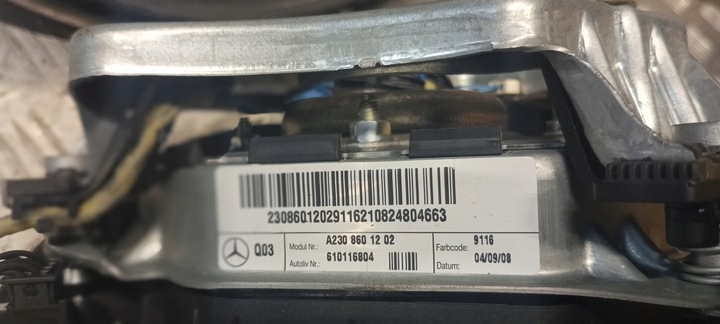 23086012029116210824804663
Q03 Modul Nr.: A230 860 12 02 Farbcode: 9116
Autoliv Nr.: 610116804 Datum: 04/09/08